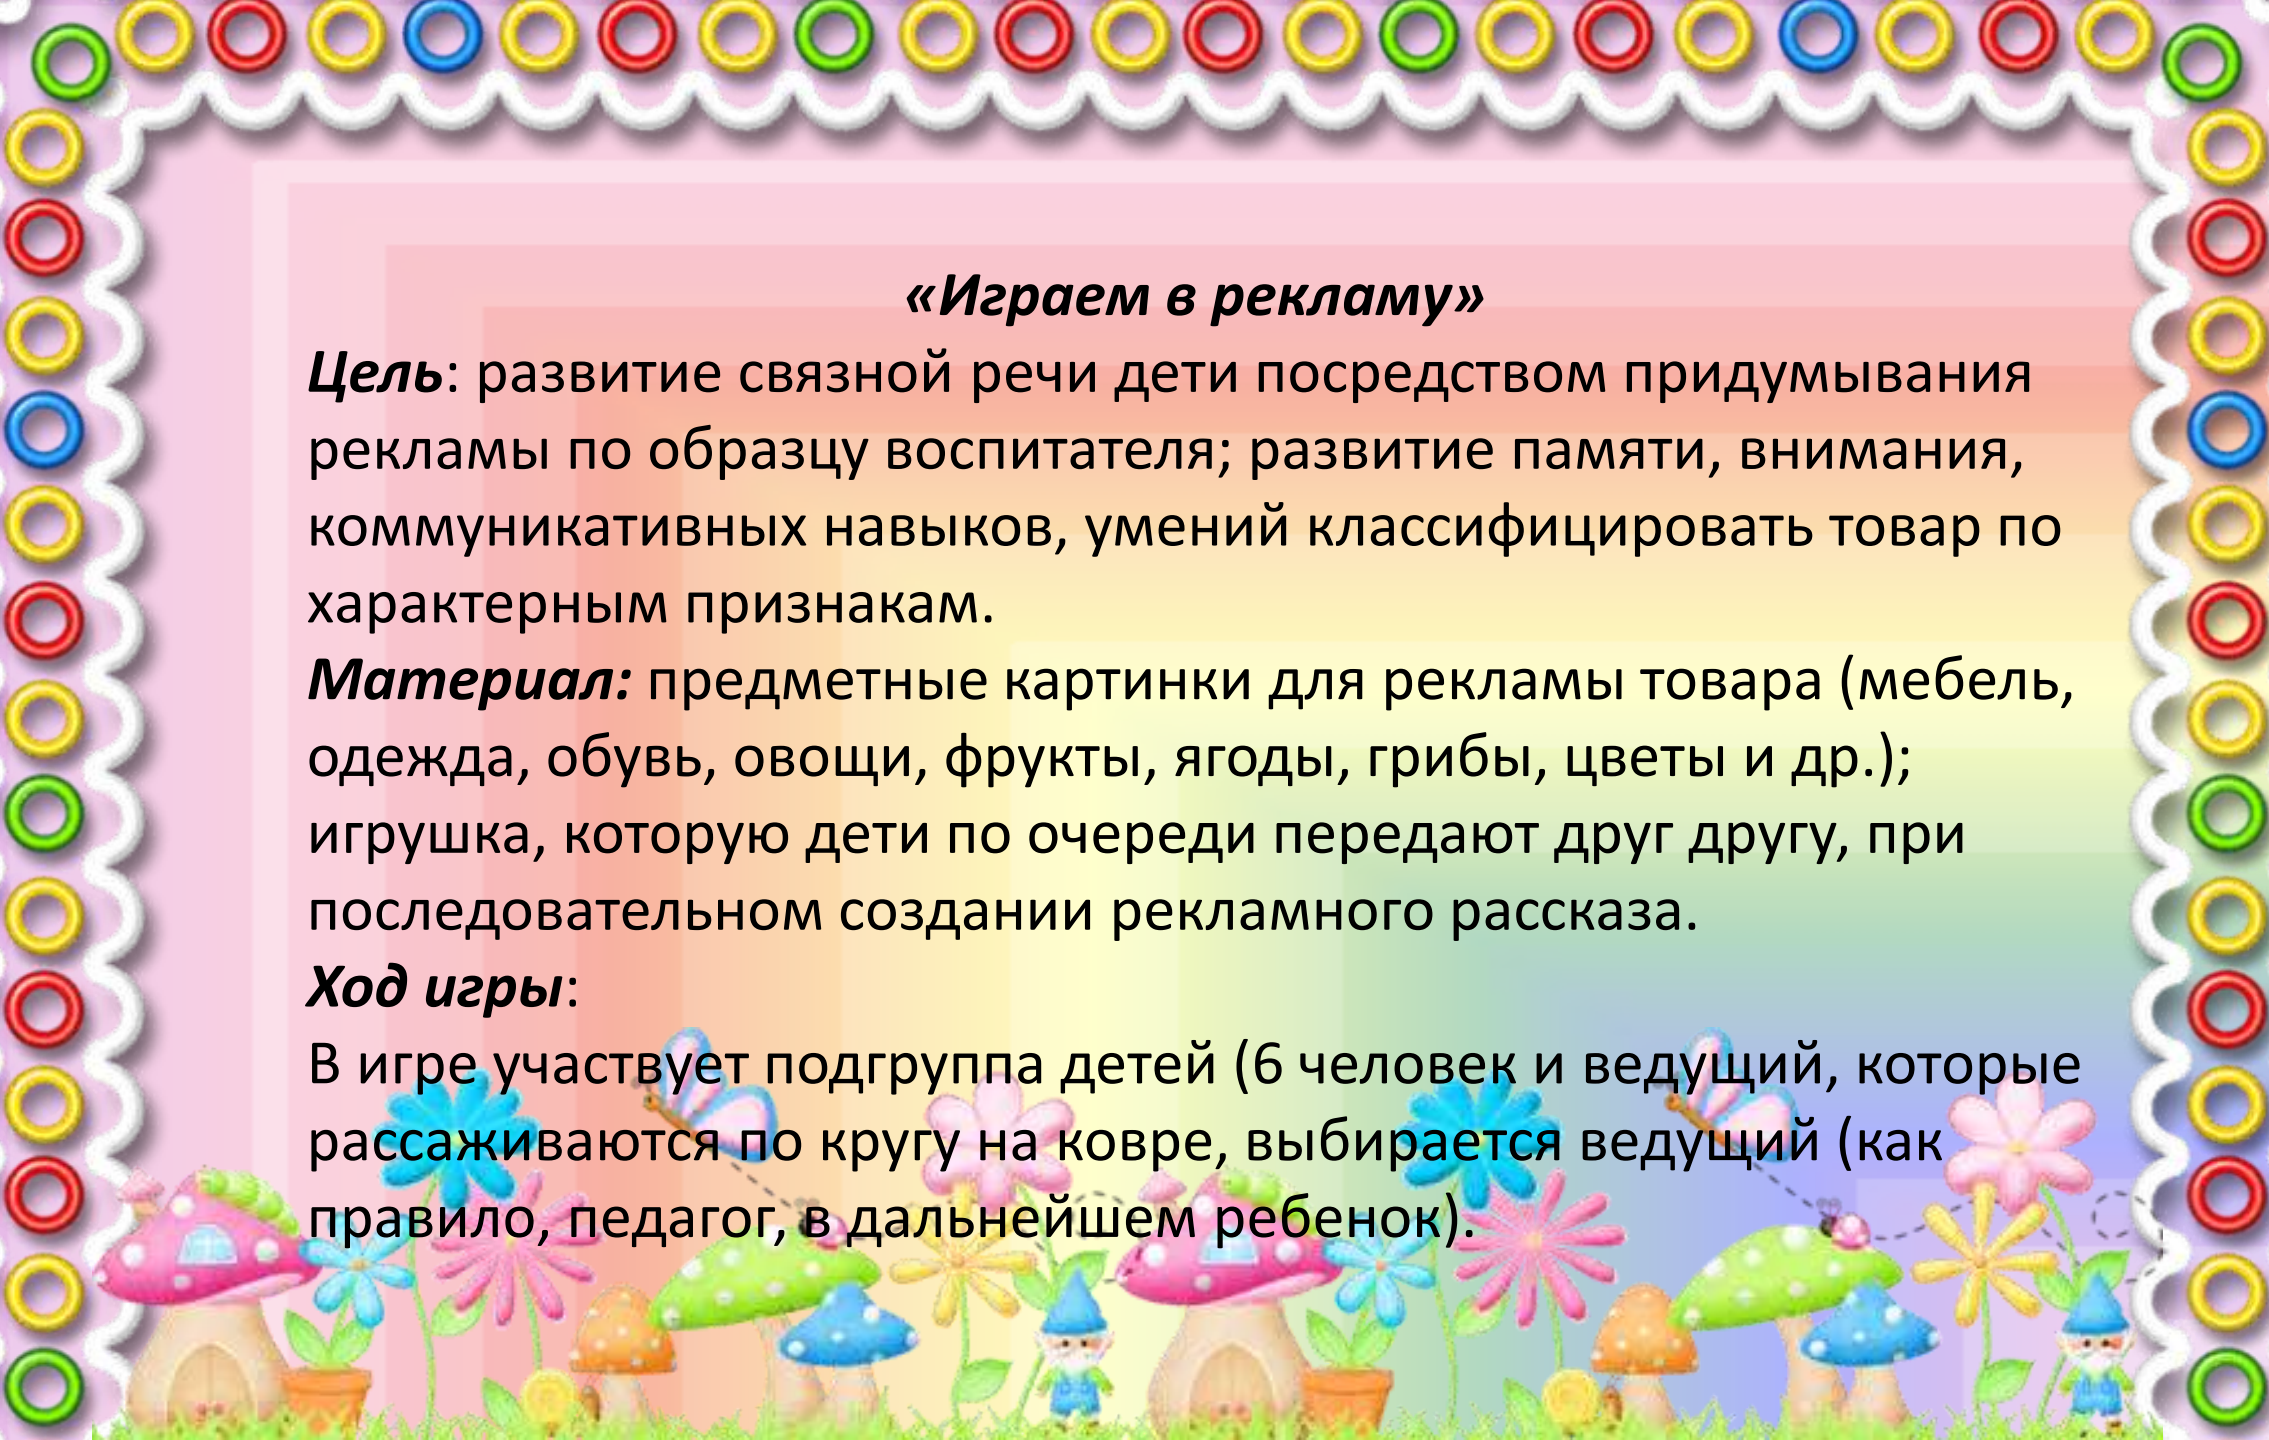 «Играем в рекламу»
Цель: развитие связной речи дети посредством придумывания
рекламы по образцу воспитателя; развитие памяти, внимания,
коммуникативных навыков, умений классифицировать товар по
характерным признакам.
Материал: предметные картинки для рекламы товара (мебель,
одежда, обувь, овощи, фрукты, ягоды, грибы, цветы и др.);
игрушка, которую дети по очереди передают друг другу, при
последовательном создании рекламного рассказа.
Ход игры:
В игре участвует подгруппа детей (6 человек и ведущий, которые
рассаживаются по кругу на ковре, выбирается ведущий (как
правило, педагог, в дальнейшем ребенок).